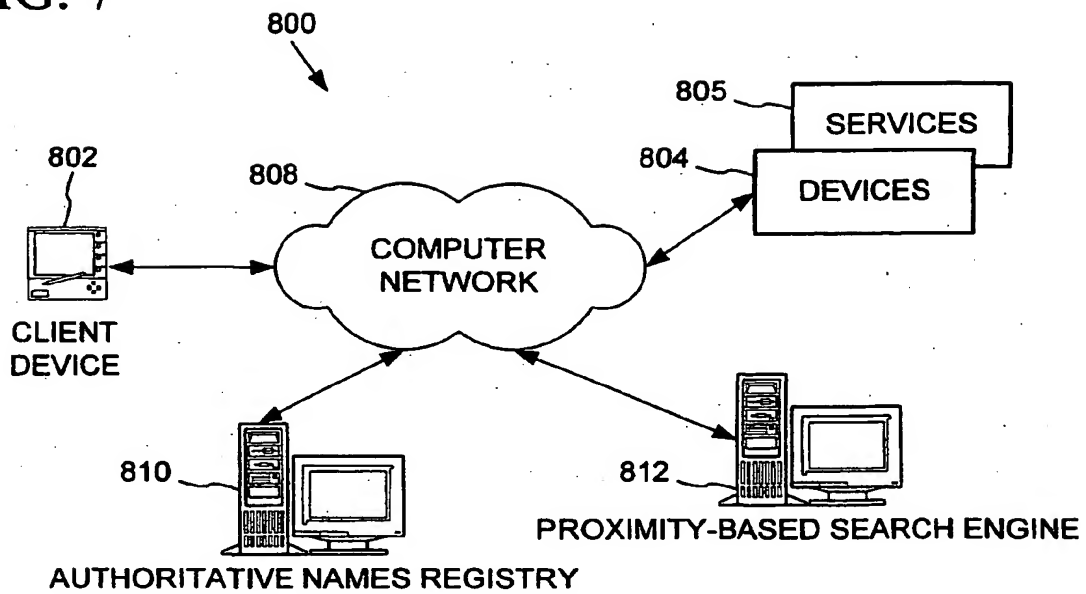 800
805
SERVICES
802
804
DEVICES
808
COMPUTER
NETWORK
CLIENT
DEVICE
810
812
PROXIMITY-BASED SEARCH ENGINE
AUTHORITATIVE NAMES REGISTRY